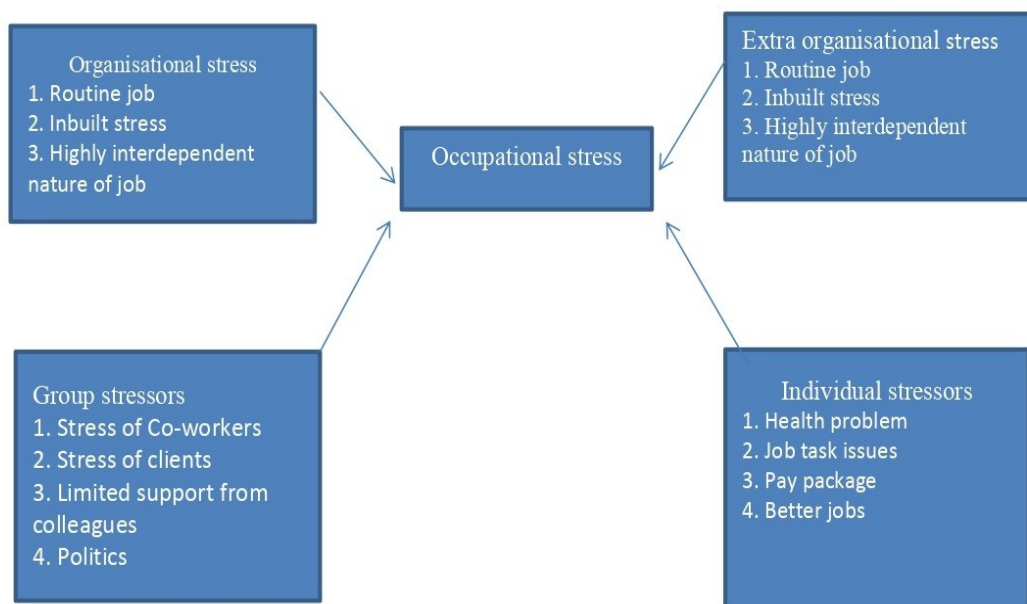 Organisational stress
1. Routine job
2. Inbuilt stress
3. Highly interdependent
nature of job
Occupational stress
Extra organisational stress
1. Routine job
2. Inbuilt stress
3. Highly interdependent
nature of job
Group stressors
1. Stress of Co-workers
2. Stress of clients
3. Limited support from
colleagues
4. Politics
Individual stressors
1. Health problem
2. Job task issues
3. Pay package
4. Better jobs